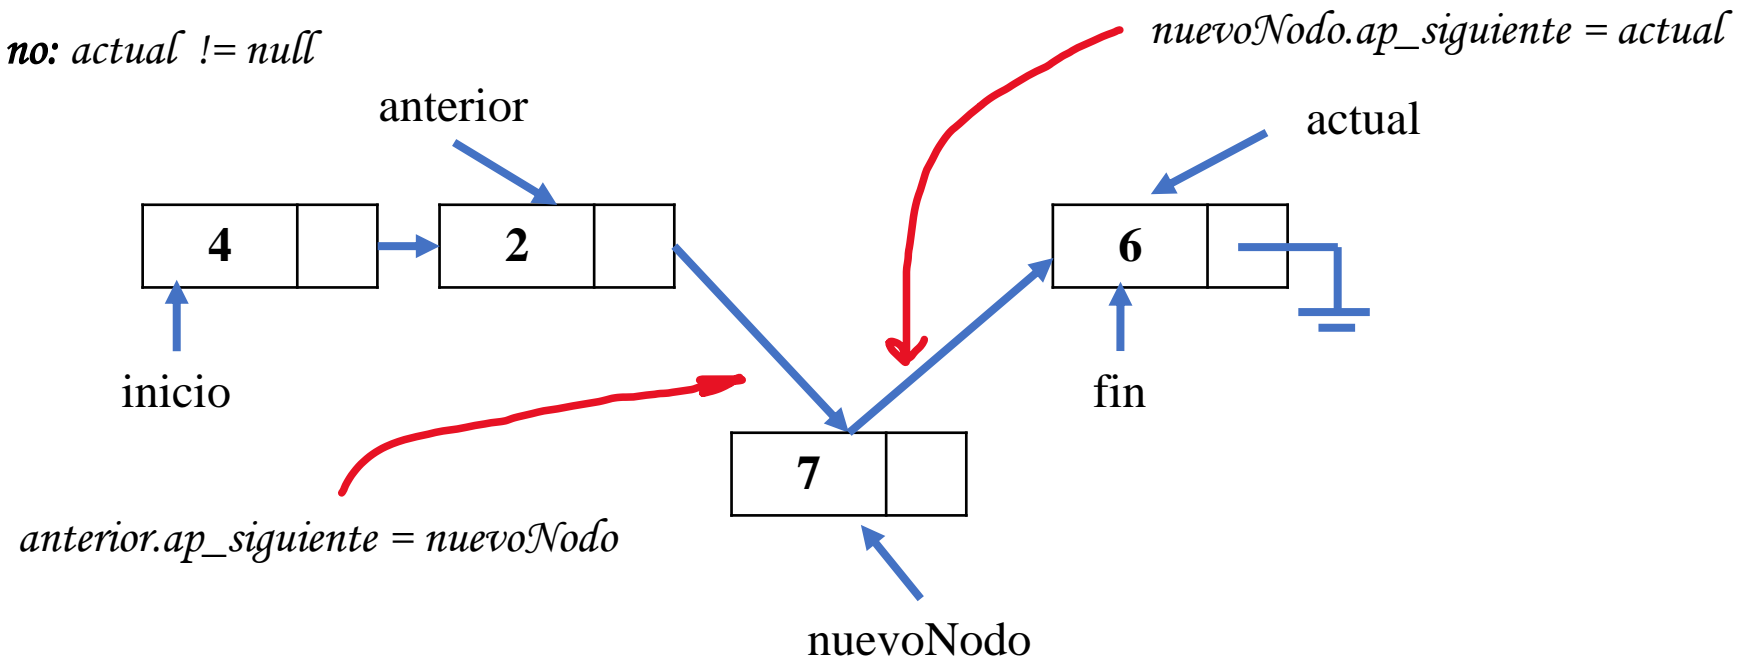 no: actual != null
nuevoNodo.ap_siguiente = actual
anterior
actual
4
2
6
inicio
fin
7
anterior.ap_siguiente = nuevoNodo
nuevoNodo